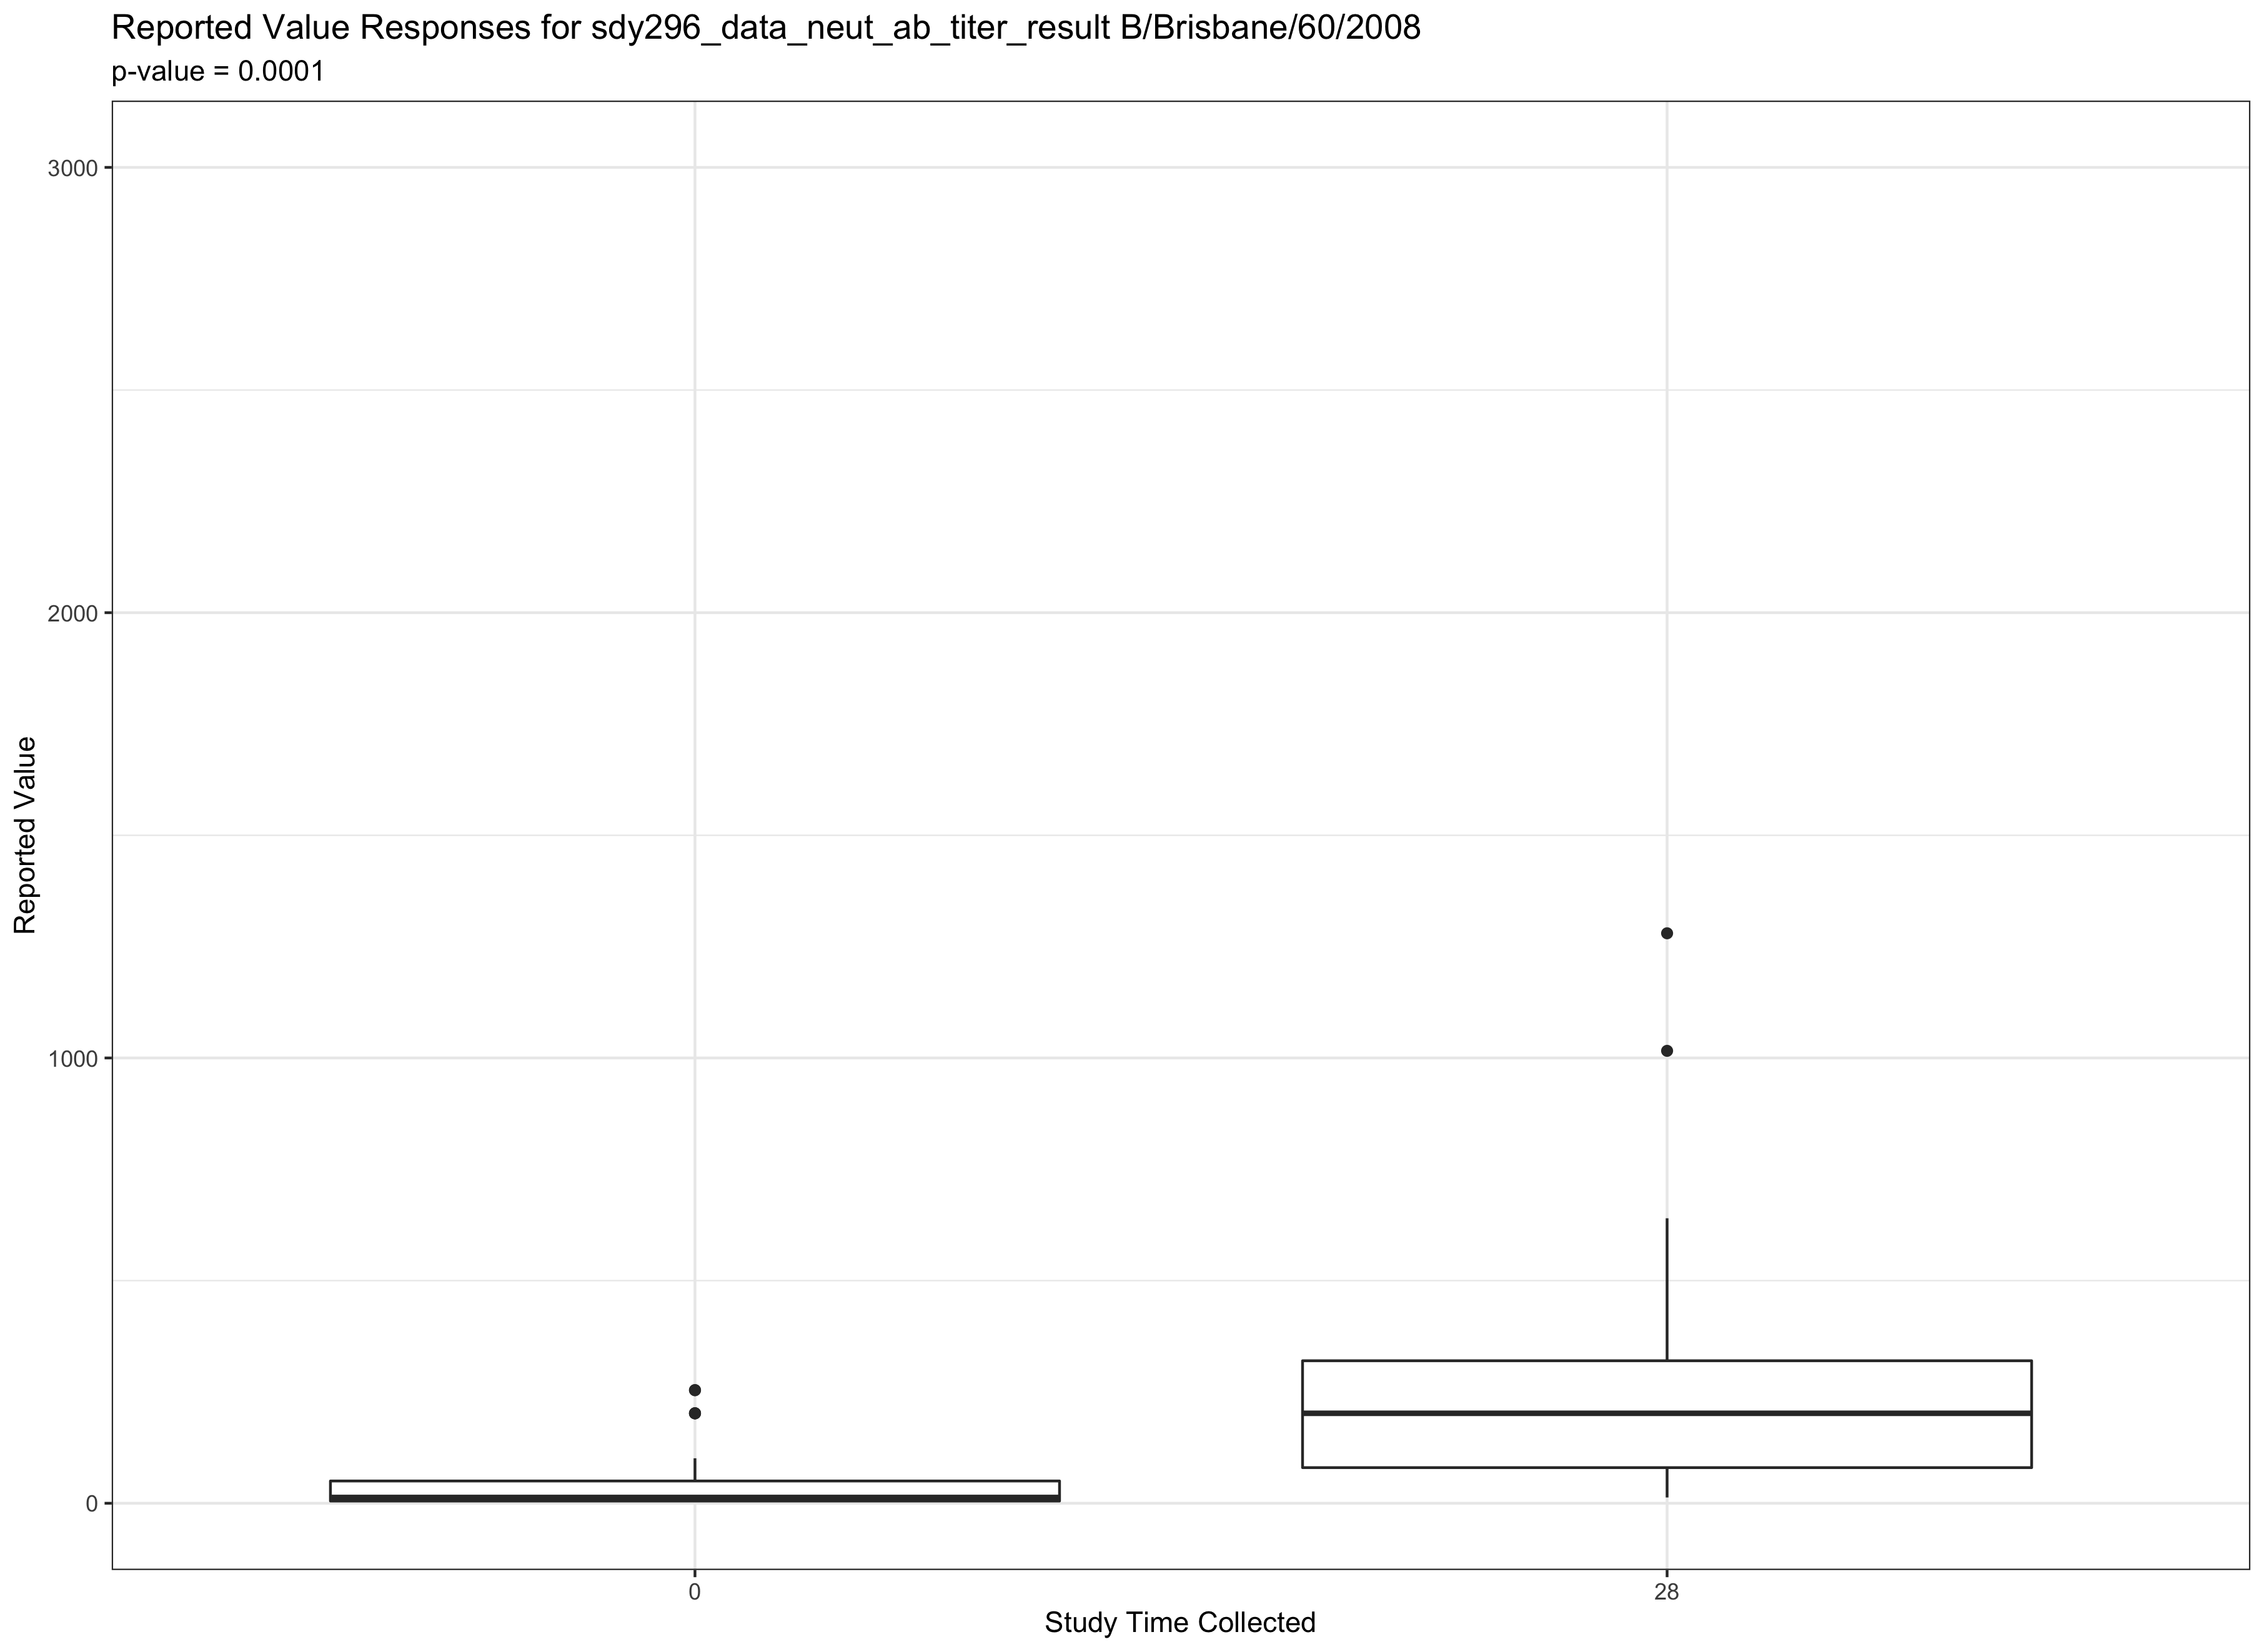 Reported Value Responses for sdy296_data_neut_ab_titer_result B/Brisbane/60/2008
p-value = 0.0001
3000
2000
1000
0
Reported Value
0
28
Study Time Collected